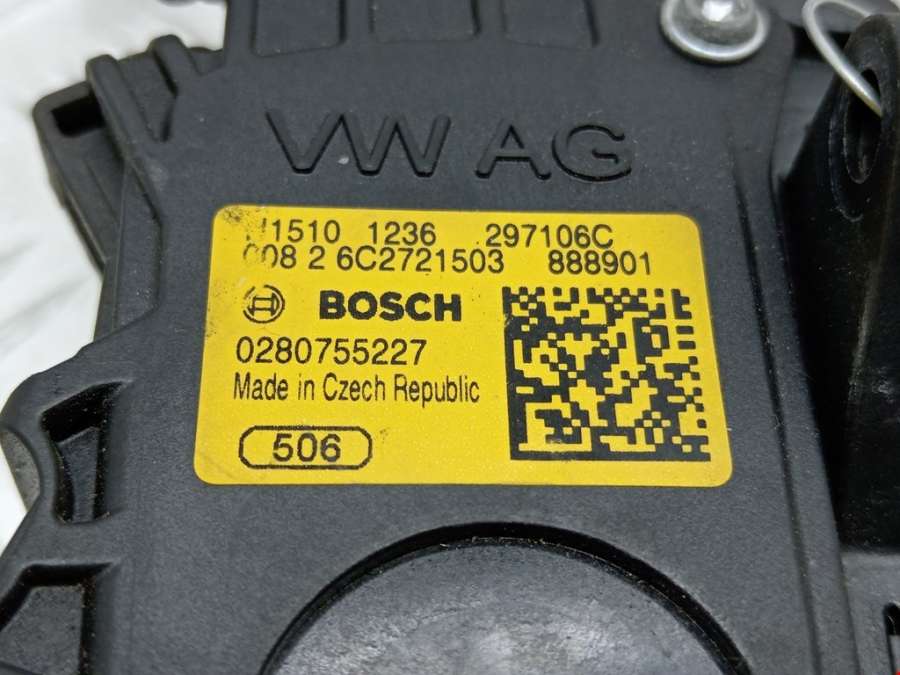 VW AG
1510 1236 297106C
008 2 6C2721503 888901
BOSCH
0280755227
Made in Czech Republic
506